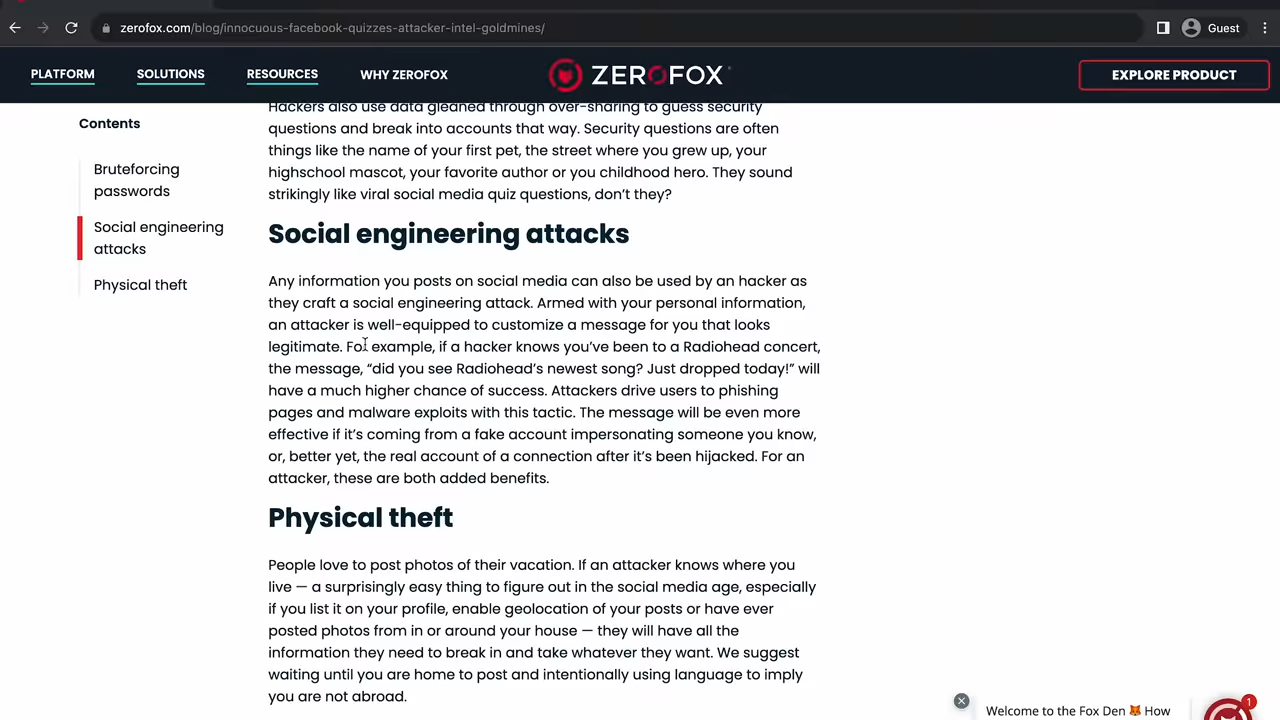 zerofox.com/blog/innocuous-facebook-quizzes-attacker-intel-goldmines/
Guest
PLATFORM
SOLUTIONS
RESOURCES
WHY ZEROFOX
ZEROFOX
EXPLORE PRODUCT
Contents
Bruteforcing
passwords
Social engineering
attacks
Physical theft
Hackers also use data gleaned through over-sharing to guess security
questions and break into accounts that way. Security questions are often
things like the name of your first pet, the street where you grew up, your
highschool mascot, your favorite author or you childhood hero. They sound
strikingly like viral social media quiz questions, don’t they?
Social engineering attacks
Any information you posts on social media can also be used by an hacker as
they craft a social engineering attack. Armed with your personal information,
an attacker is well-equipped to customize a message for you that looks
legitimate. For example, if a hacker knows you’ve been to a Radiohead concert,
the message, “did you see Radiohead’s newest song? Just dropped today!” will
have a much higher chance of success. Attackers drive users to phishing
pages and malware exploits with this tactic. The message will be even more
effective if it’s coming from a fake account impersonating someone you know,
or, better yet, the real account of a connection after it’s been hijacked. For an
attacker, these are both added benefits.
Physical theft
People love to post photos of their vacation. If an attacker knows where you
live — a surprisingly easy thing to figure out in the social media age, especially
if you list it on your profile, enable geolocation of your posts or have ever
posted photos from in or around your house — they will have all the
information they need to break in and take whatever they want. We suggest
waiting until you are home to post and intentionally using language to imply
you are not abroad.
Welcome to the Fox Den 🦊 How
1